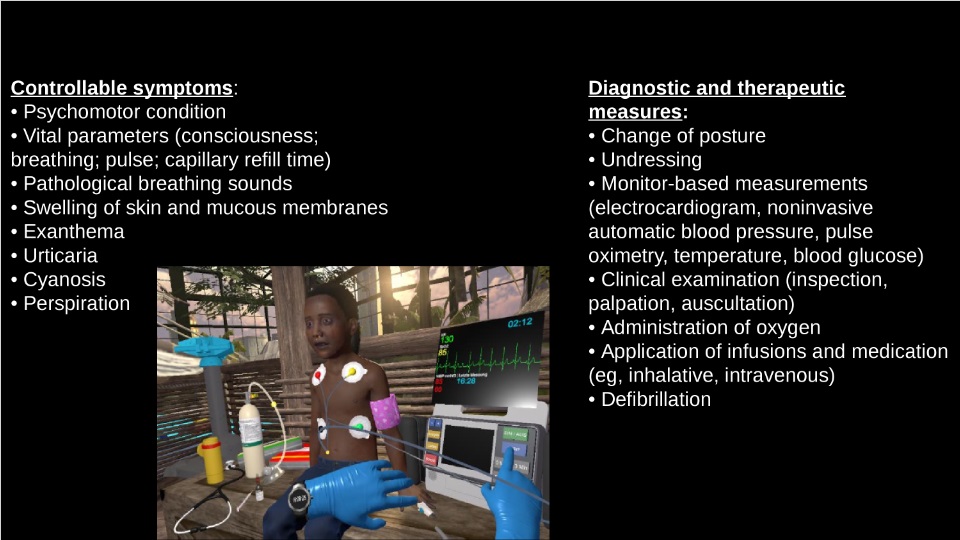 Controllable symptoms:
• Psychomotor condition
• Vital parameters (consciousness;
breathing; pulse; capillary refill time)
• Pathological breathing sounds
• Swelling of skin and mucous membranes
• Exanthema
• Urticaria
• Cyanosis
• Perspiration
Diagnostic and therapeutic
measures:
• Change of posture
• Undressing
• Monitor-based measurements
(electrocardiogram, noninvasive
automatic blood pressure, pulse
oximetry, temperature, blood glucose)
• Clinical examination (inspection,
palpation, auscultation)
• Administration of oxygen
• Application of infusions and medication
(eg, inhalative, intravenous)
• Defibrillation
02:12
130
85
16:28